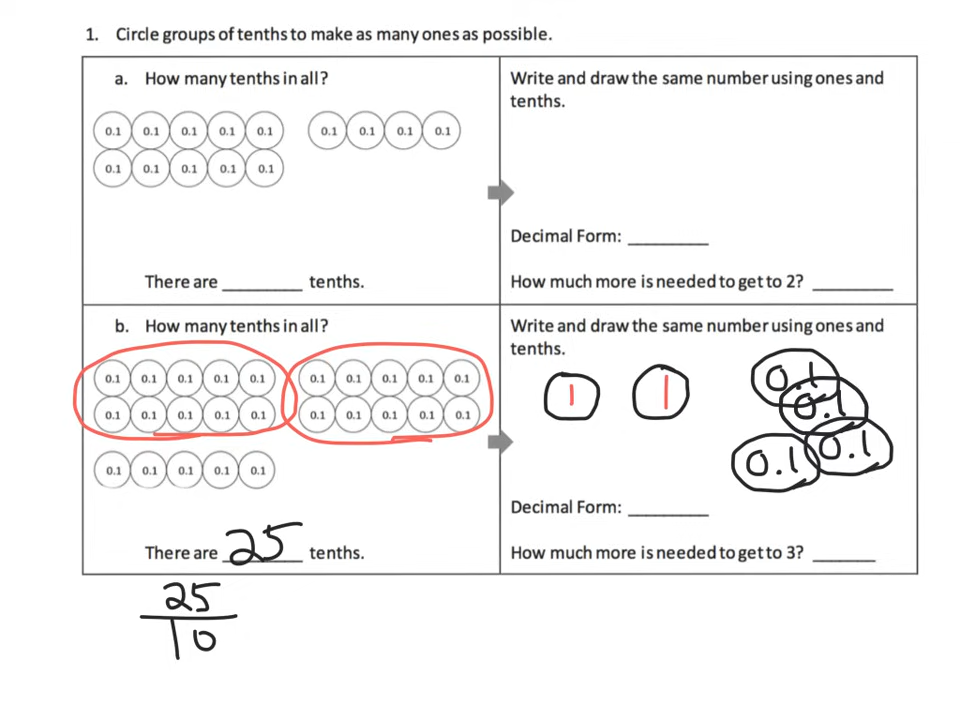 1. Circle groups of tenths to make as many ones as possible.
a. How many tenths in all?
0.1 0.1 0.1 0.1 0.1 0.1 0.1 0.1 0.1
0.1 0.1 0.1 0.1 0.1
There are ________ tenths.
Write and draw the same number using ones and
tenths.
Decimal Form: ________
How much more is needed to get to 2? ________
b. How many tenths in all?
0.1 0.1 0.1 0.1 0.1 0.1 0.1 0.1 0.1 0.1
0.1 0.1 0.1 0.1 0.1 0.1 0.1 0.1 0.1 0.1
0.1 0.1 0.1 0.1 0.1
There are 25 tenths.
25
10
Write and draw the same number using ones and
tenths.
1 1 0.1
0.1
0.1 0.1
Decimal Form: ________
How much more is needed to get to 3? ________